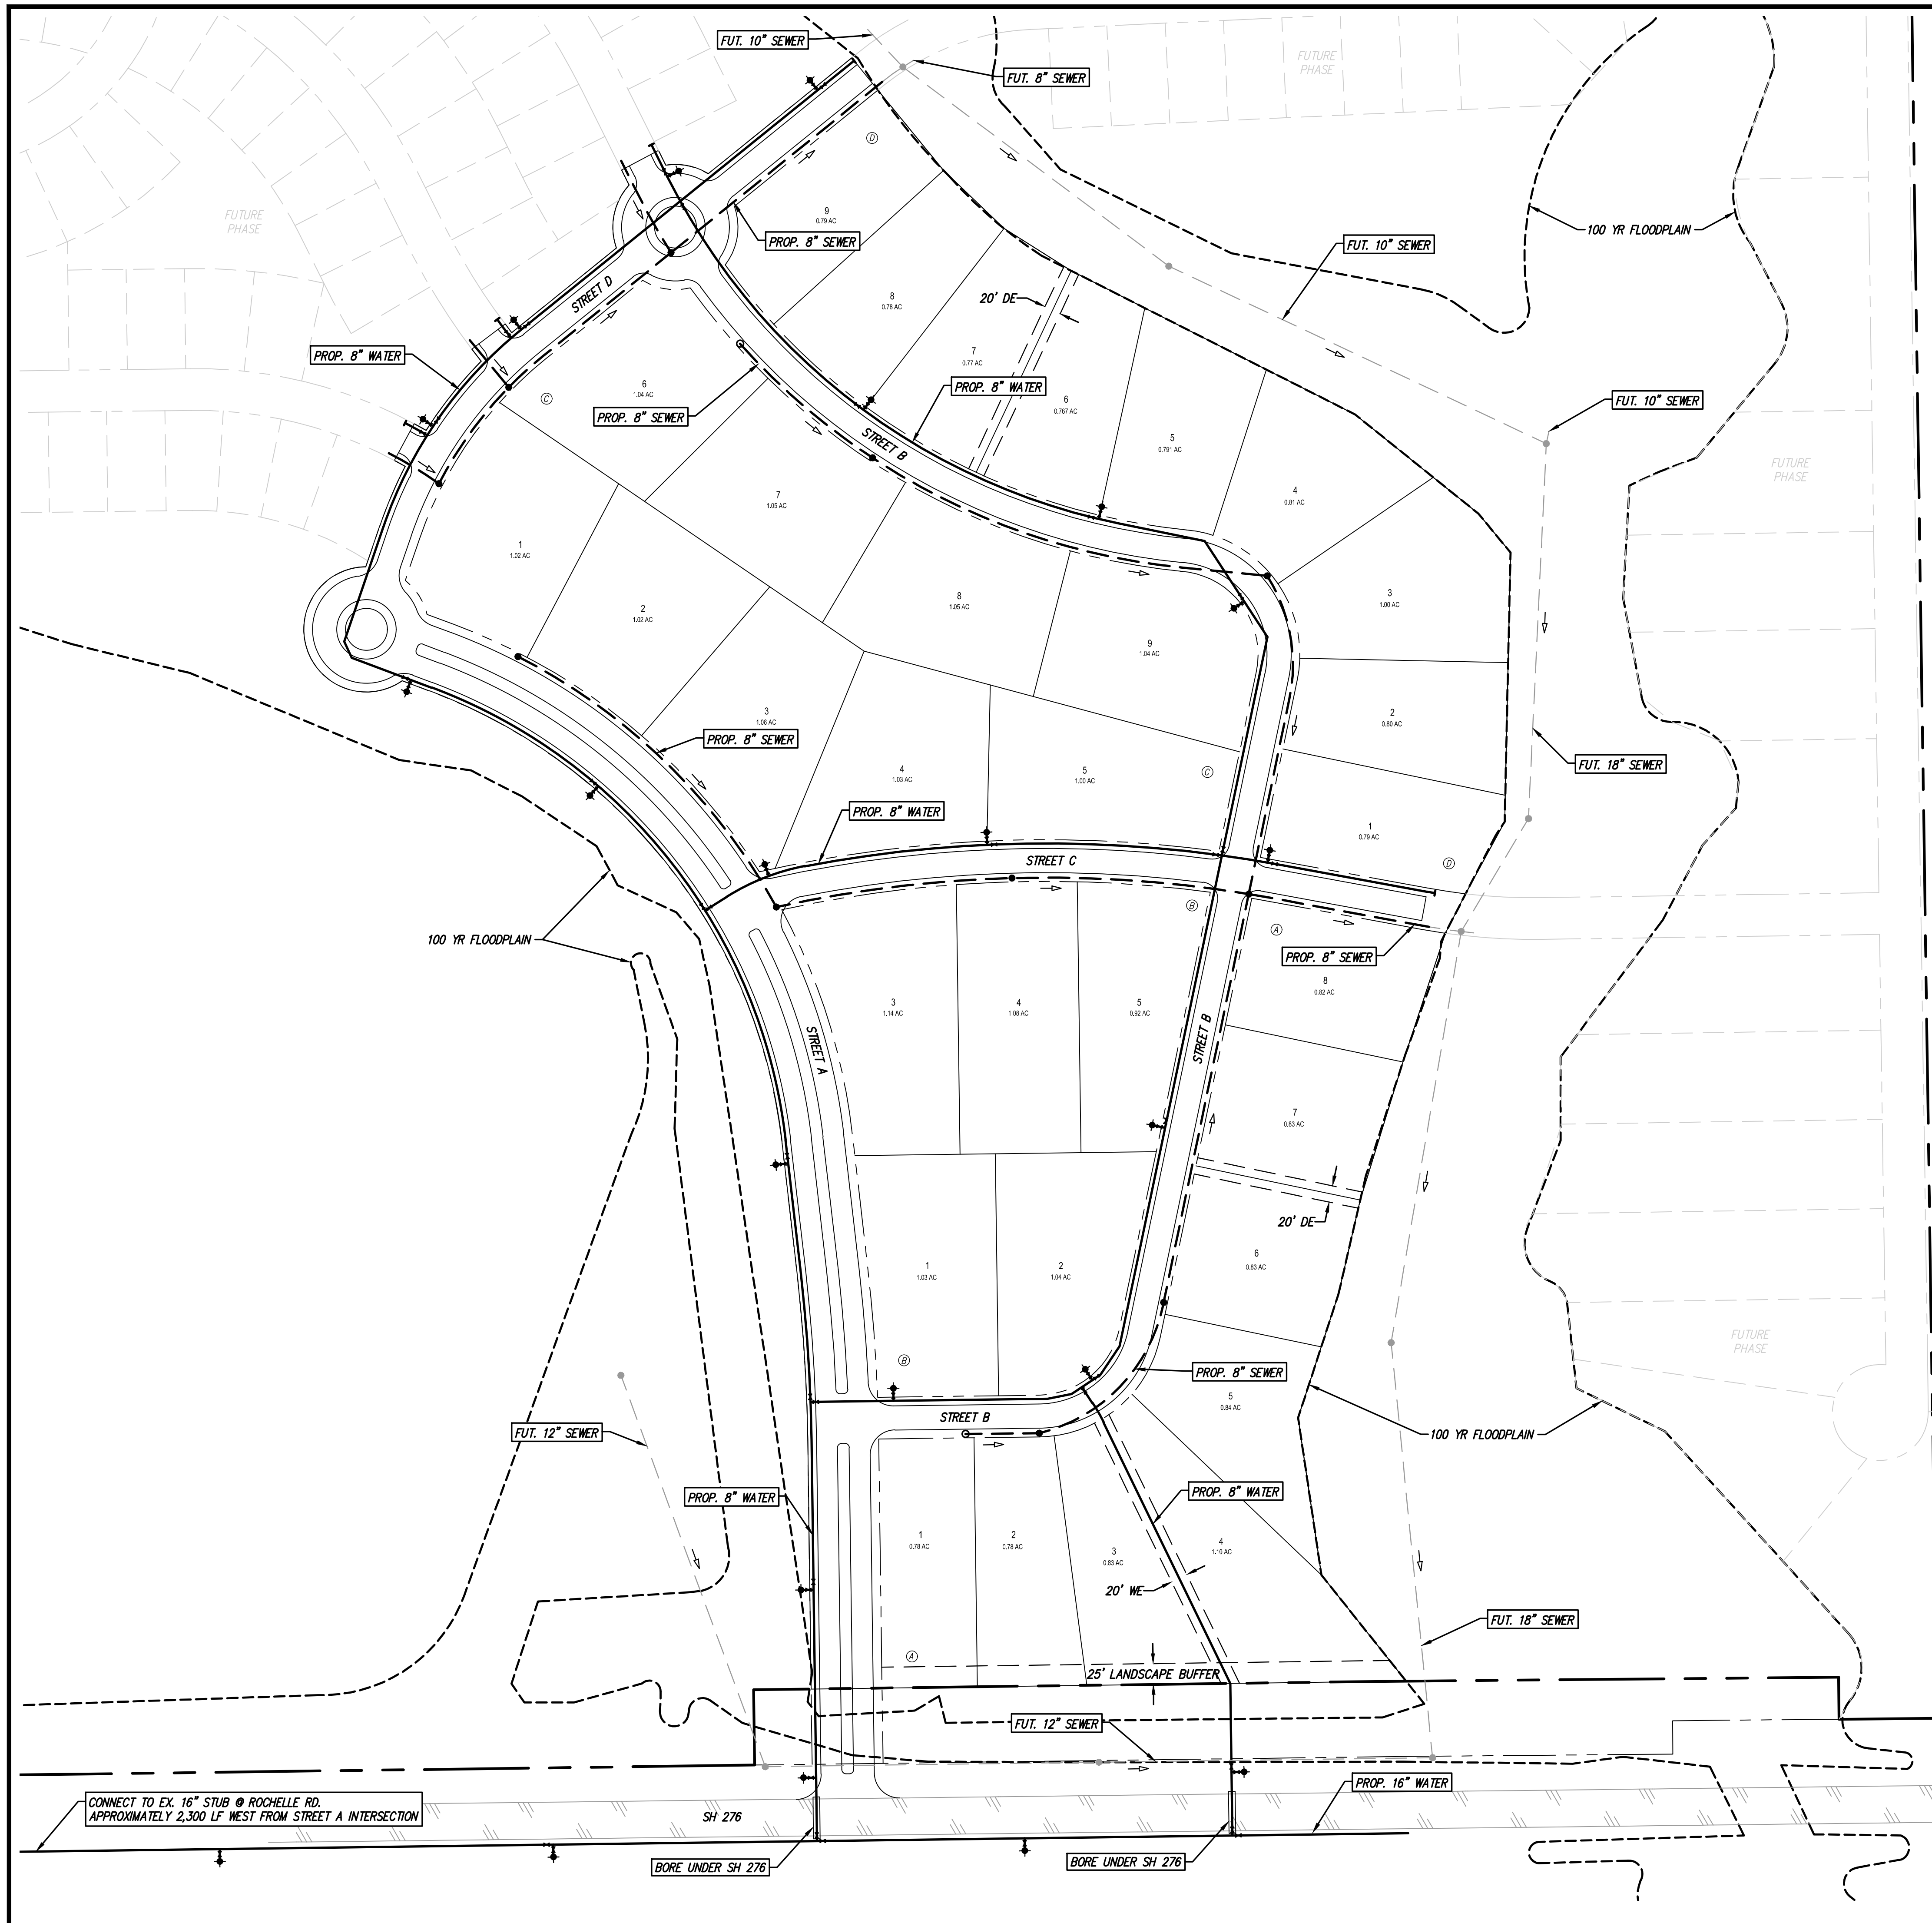 FUT. 10" SEWER
FUT. 8" SEWER
FUTURE
PHASE
Ⓓ
FUTURE
PHASE
9
0.79 AC
PROP. 8" SEWER
100 YR FLOODPLAIN
FUT. 10" SEWER
STREET D
8
0.78 AC
20' DE
PROP. 8" WATER
7
0.77 AC
6
1.04 AC
Ⓒ
PROP. 8" SEWER
PROP. 8" WATER
6
0.767 AC
FUT. 10" SEWER
STREET B
5
0.791 AC
FUTURE
PHASE
7
1.05 AC
4
0.81 AC
1
1.02 AC
2
1.02 AC
8
1.05 AC
3
1.00 AC
9
1.04 AC
3
1.06 AC
2
0.80 AC
PROP. 8" SEWER
4
1.03 AC
5
1.00 AC
Ⓒ
FUT. 18" SEWER
PROP. 8" WATER
1
0.79 AC
STREET C
Ⓓ
Ⓑ
100 YR FLOODPLAIN
Ⓐ
PROP. 8" SEWER
8
0.82 AC
3
1.14 AC
4
1.08 AC
5
0.92 AC
STREET A
STREET B
7
0.83 AC
20' DE
1
1.03 AC
2
1.04 AC
6
0.83 AC
FUTURE
PHASE
Ⓑ
PROP. 8" SEWER
5
0.84 AC
STREET B
FUT. 12" SEWER
100 YR FLOODPLAIN
PROP. 8" WATER
PROP. 8" WATER
1
0.78 AC
2
0.78 AC
3
0.83 AC
4
1.10 AC
20' WE
FUT. 18" SEWER
Ⓐ
25' LANDSCAPE BUFFER
FUT. 12" SEWER
PROP. 16" WATER
CONNECT TO EX. 16" STUB @ ROCHELLE RD.
APPROXIMATELY 2,300 LF WEST FROM STREET A INTERSECTION
SH 276
BORE UNDER SH 276
BORE UNDER SH 276